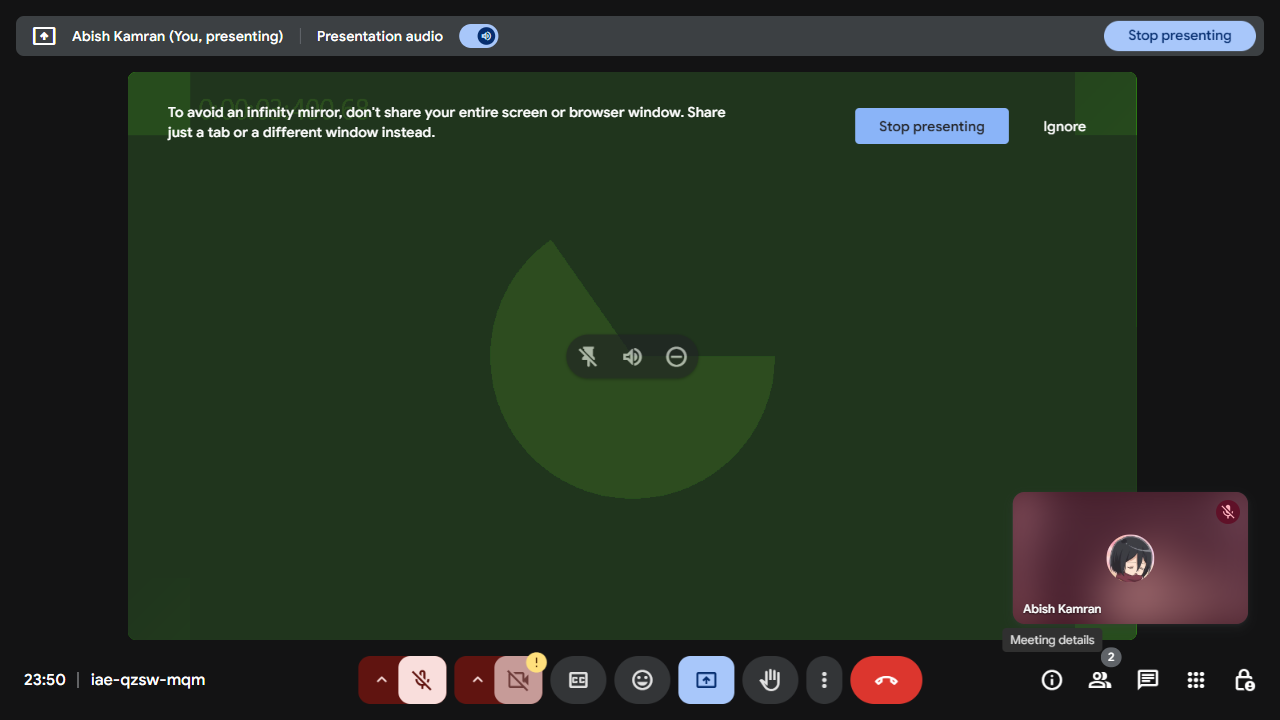 Abish Kamran (You, presenting)
Presentation audio
Stop presenting
To avoid an infinity mirror, don't share your entire screen or browser window. Share
just a tab or a different window instead.
Stop presenting
Ignore
Abish Kamran
Meeting details
23:50
iae-qzsw-mqm
CC
2